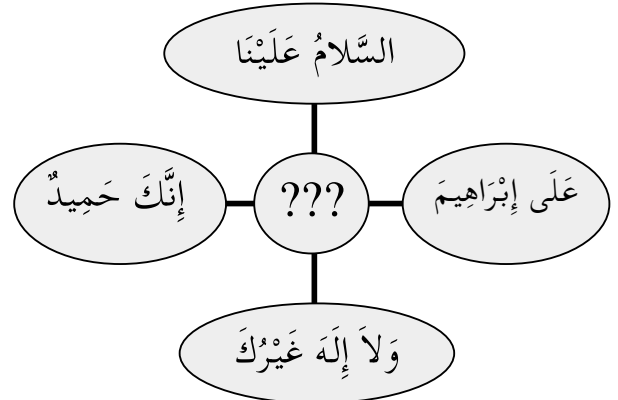 السَّلامُ عَلَيْنَا
إِنَّكَ حَمِيدٌ
???
عَلَى إِبْرَاهِيمَ
وَلاَ إِلَهَ غَيْرُكَ